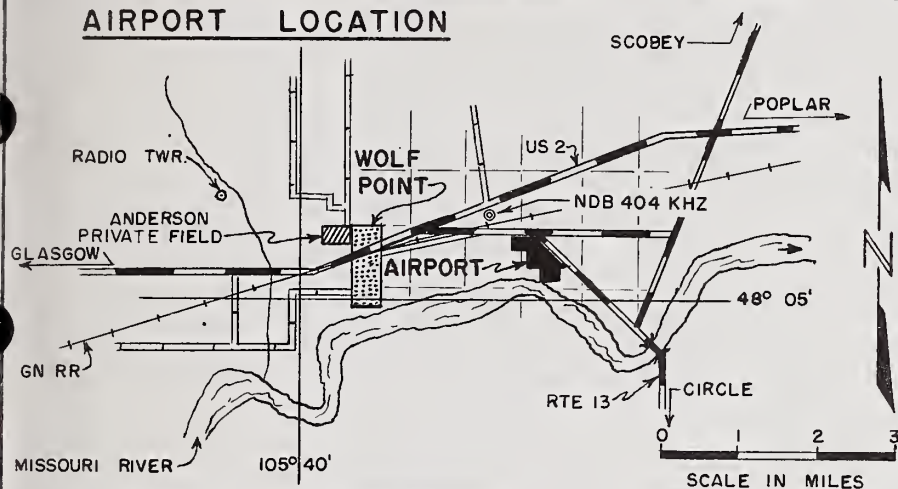 AIRPORT LOCATION
SCOBEY
POPLAR
US 2
RADIO TWR.
WOLF
POINT
NDB 404 KHZ
ANDERSON
PRIVATE FIELD
GLASGOW
AIRPORT
N
48° 05'
GN RR
RTE 13
CIRCLE
MISSOURI RIVER
105° 40'
0 1 2 3
SCALE IN MILES